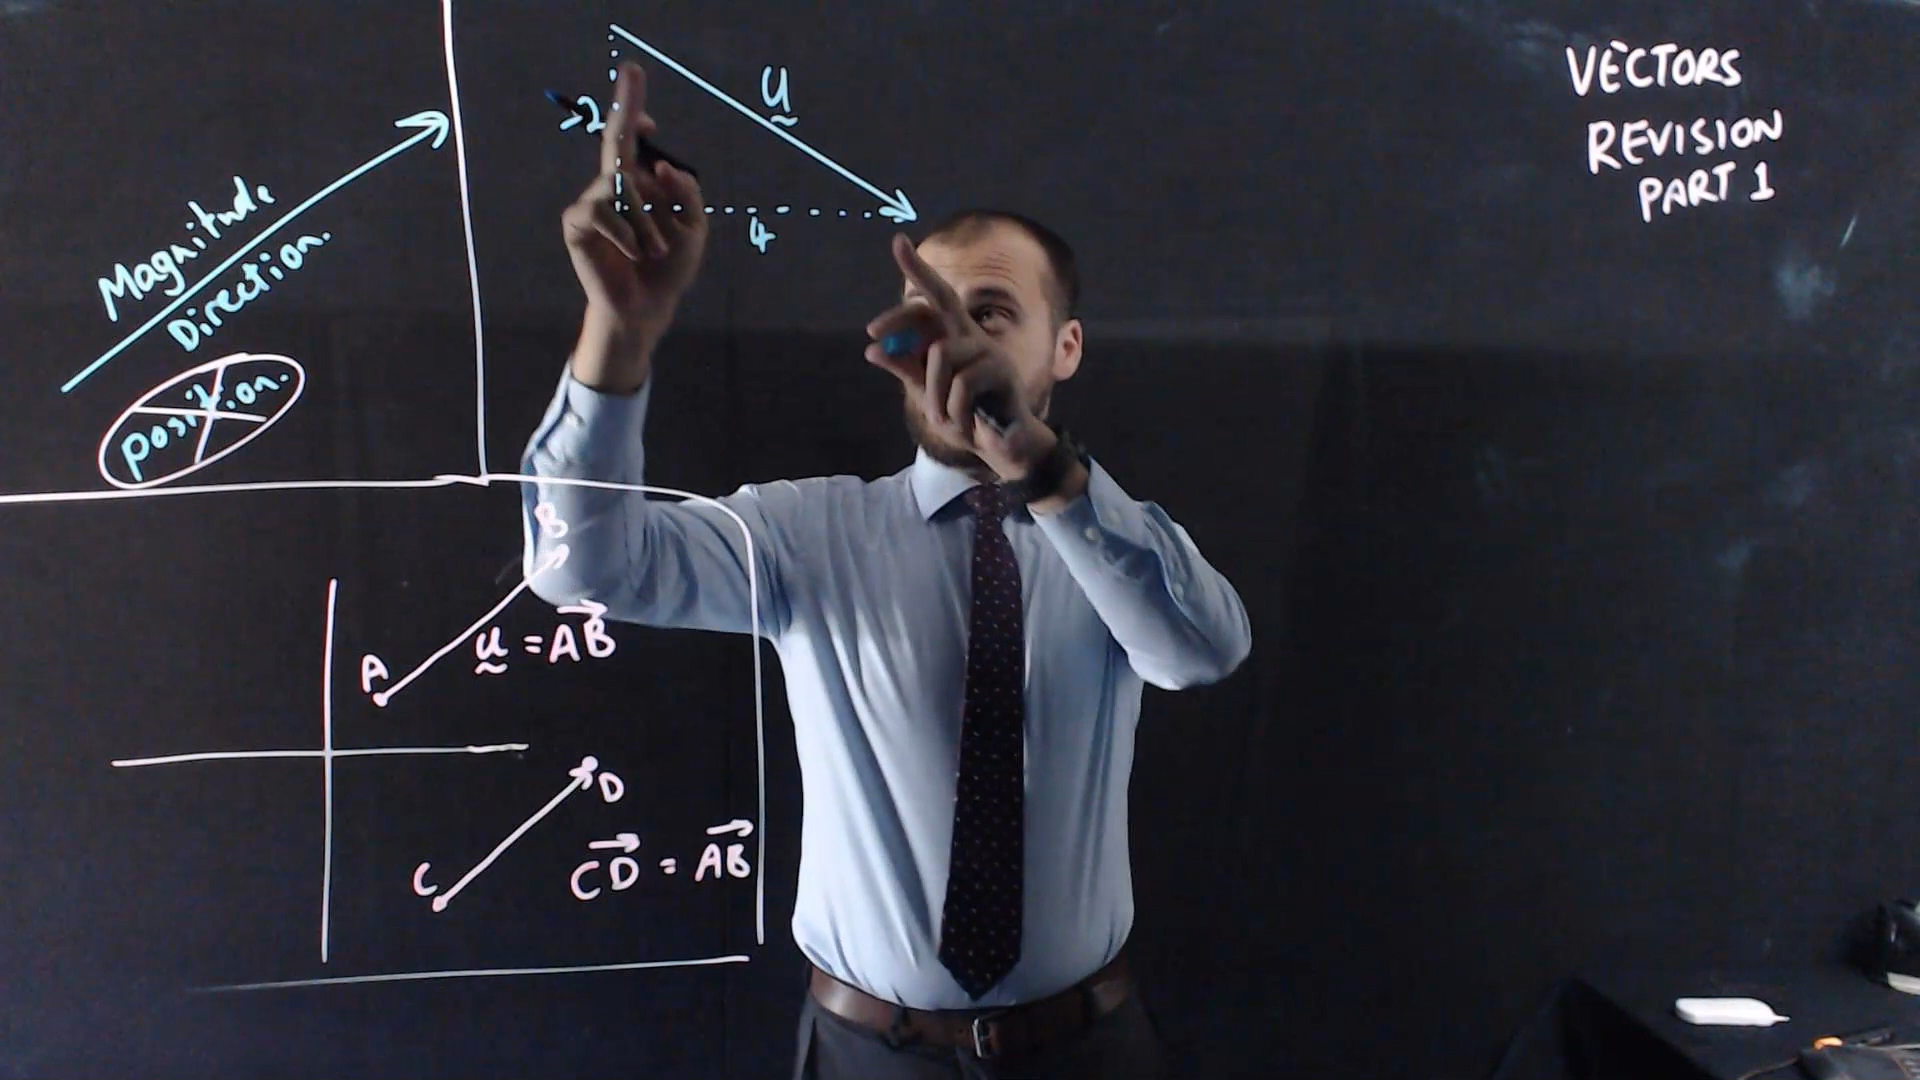 Magnitude
Direction.
position.
-2
u
4
VECTORS
REVISION
PART 1
B
A
u = AB
D
C
CD = AB